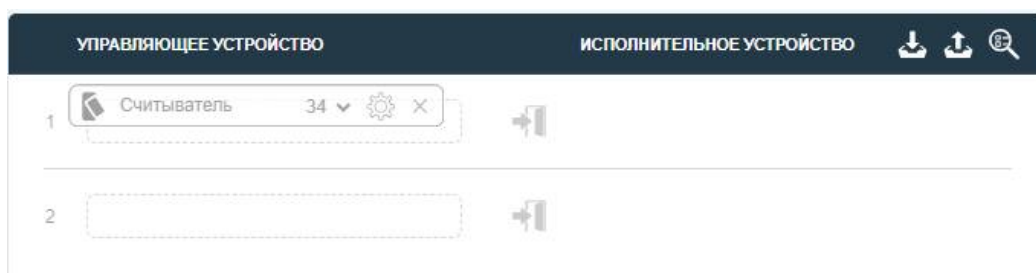 УПРАВЛЯЮЩЕЕ УСТРОЙСТВО ИСПОЛНИТЕЛЬНОЕ УСТРОЙСТВО
1 Считыватель 34
2